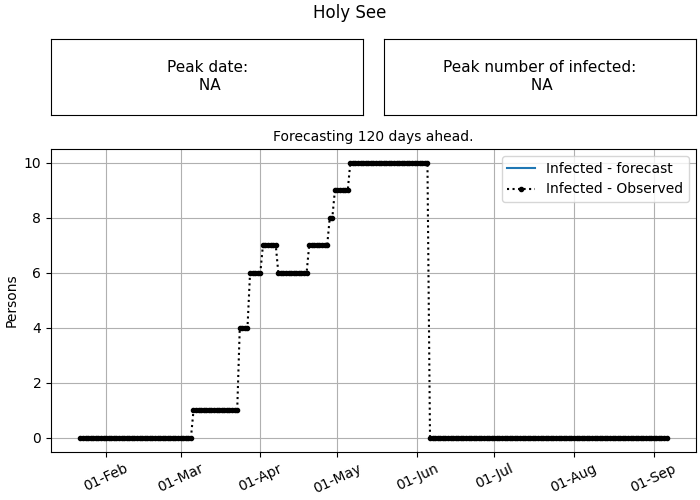 Holy See
Peak date:
NA
Peak number of infected:
NA
Forecasting 120 days ahead.
Infected - forecast
Infected - Observed
Persons
10
8
6
4
2
0
01-Feb
01-Mar
01-Apr
01-May
01-Jun
01-Jul
01-Aug
01-Sep